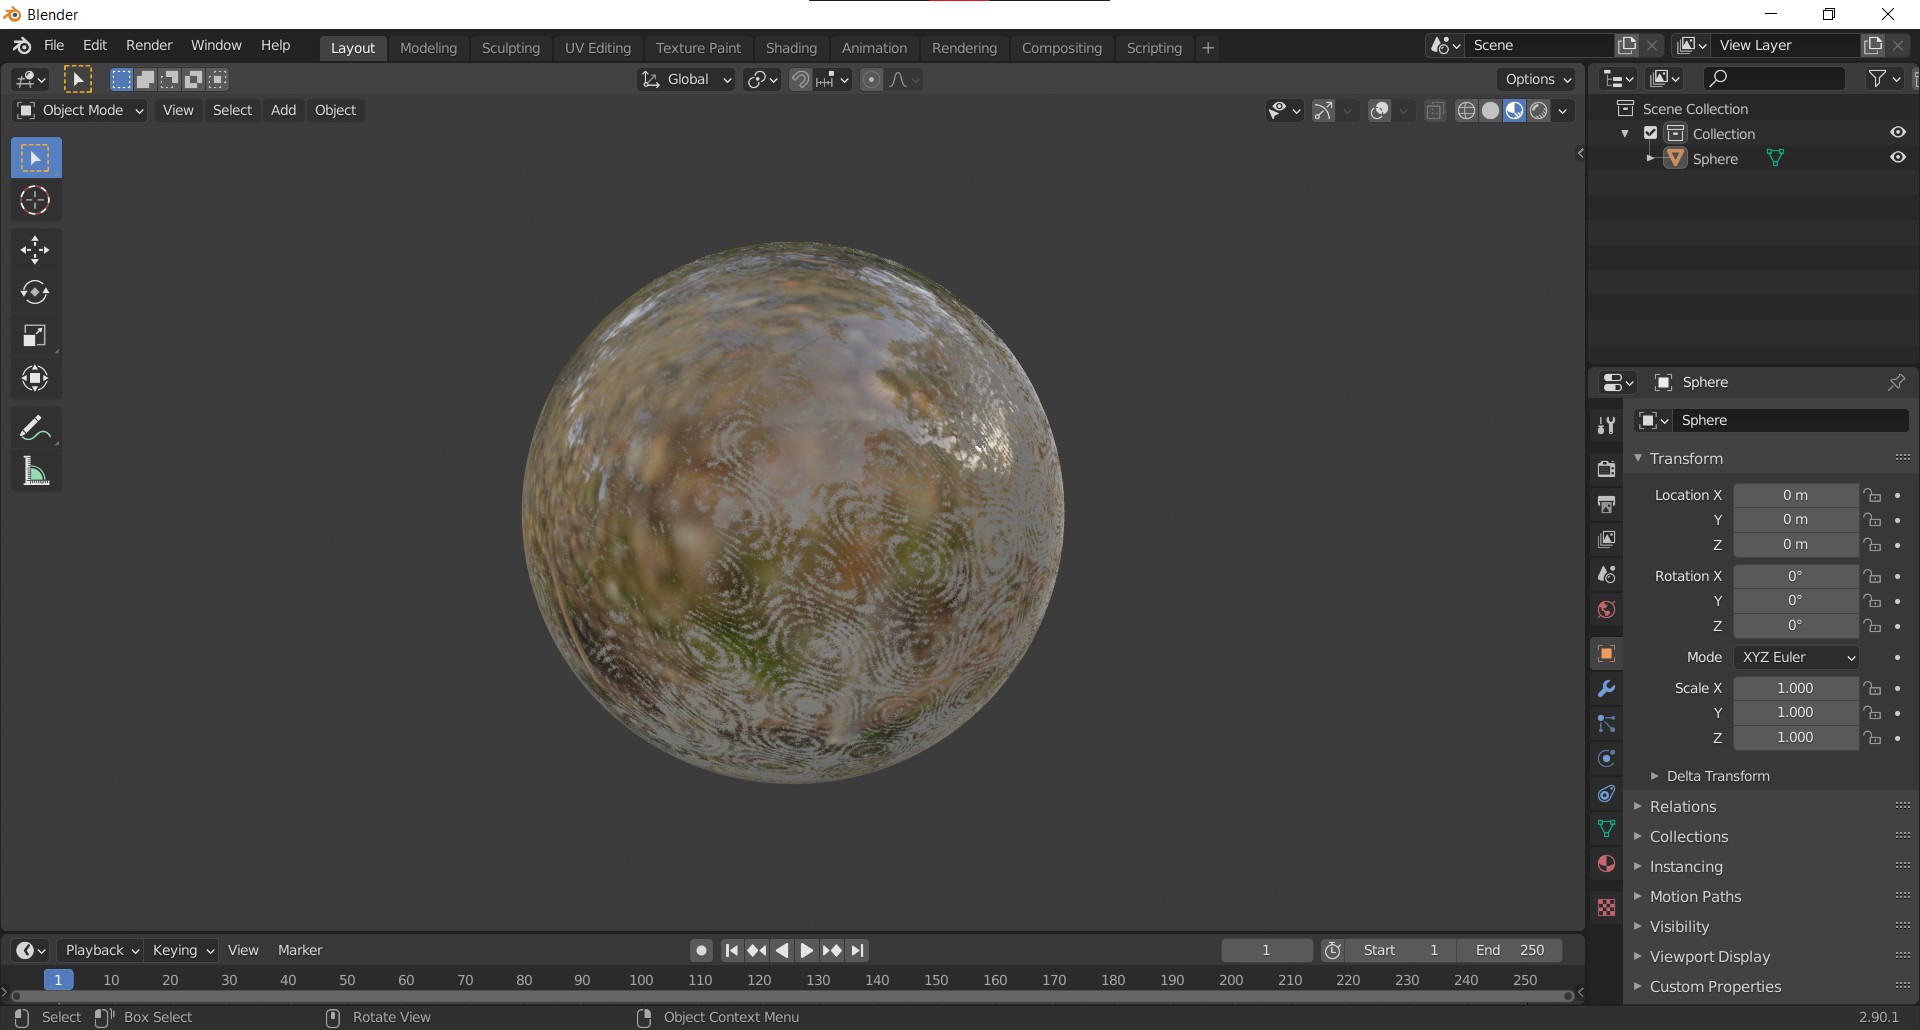 Blender
File Edit Render Window Help Layout Modeling Sculpting UV Editing Texture Paint Shading Animation Rendering Compositing Scripting + Scene View Layer
Global Options
Object Mode View Select Add Object
Scene Collection
Collection
Sphere
Sphere
Sphere
Transform
Location X 0 m
Y 0 m
Z 0 m
Rotation X 0°
Y 0°
Z 0°
Mode XYZ Euler
Scale X 1.000
Y 1.000
Z 1.000
Delta Transform
Relations
Collections
Instancing
Motion Paths
Visibility
Viewport Display
Custom Properties
Playback Keying View Marker 1 Start 1 End 250
1 10 20 30 40 50 60 70 80 90 100 110 120 130 140 150 160 170 180 190 200 210 220 230 240 250
Select Box Select Rotate View Object Context Menu 2.90.1